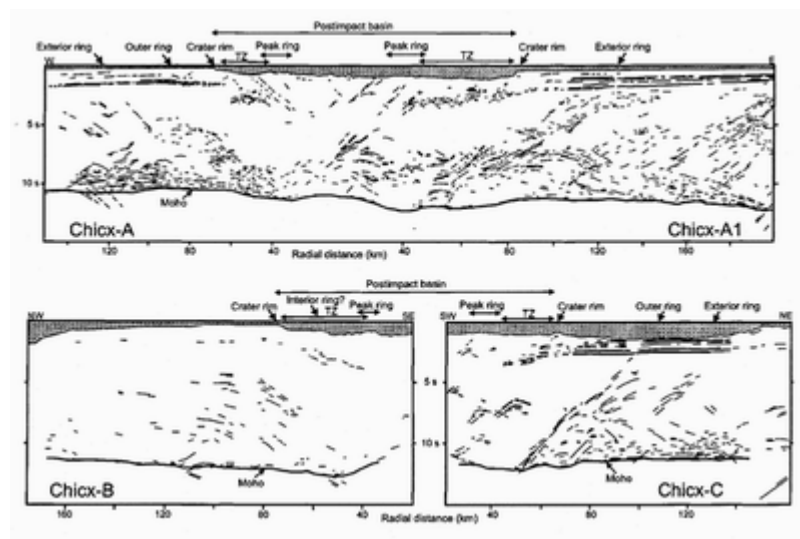 Postimpact basin
Exterior ring Outer ring Crater rim Peak ring Peak ring Crater rim Exterior ring
W TZ TZ E
5 s
10 s
Moho
Chicx-A Chicx-A1
120 80 40 40 80 120 160
Radial distance (km)
Postimpact basin
Crater rim Interior ring? Peak ring Peak ring Crater rim Outer ring Exterior ring
NW TZ SE SW TZ NE
5 s
10 s
Moho Moho
Chicx-B Chicx-C
160 120 80 40 40 80 120
Radial distance (km)